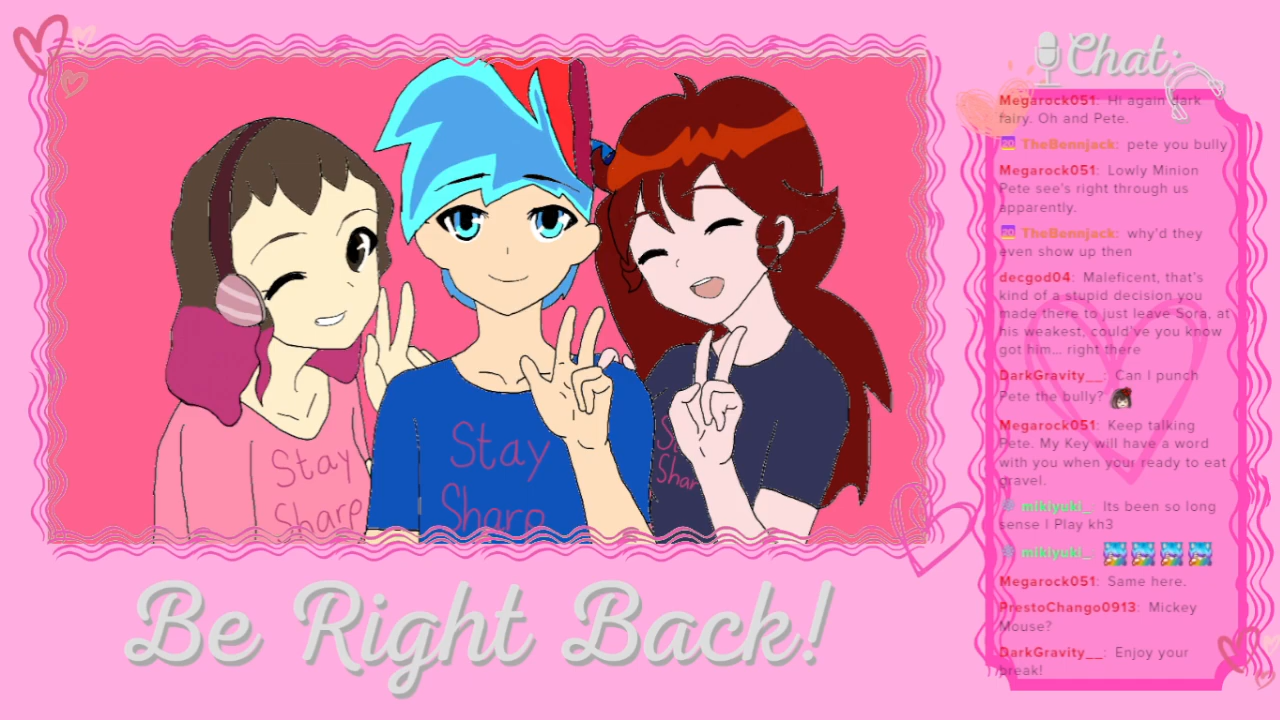 Chat
Megarock051: Hi again dark
fairy. Oh and Pete.
TheBennjack: pete you bully
Megarock051: Lowly Minion
Pete see's right through us
apparently.
TheBennjack: why'd they
even show up then
decgod04: Maleficent, that's
kind of a stupid decision you
made there to just leave Sora, at
his weakest, could've you know
got him... right there
DarkGravity__: Can I punch
Pete the bully?
Megarock051: Keep talking
Pete. My Key will have a word
with you when your ready to eat
gravel.
mikiyuki_: Its been so long
sense I Play kh3
mikiyuki_:
Megarock051: Same here.
PrestoChango0913: Mickey
Mouse?
DarkGravity__: Enjoy your
break!
Stay
Share
Stay
Share
Shar
Be Right Back!